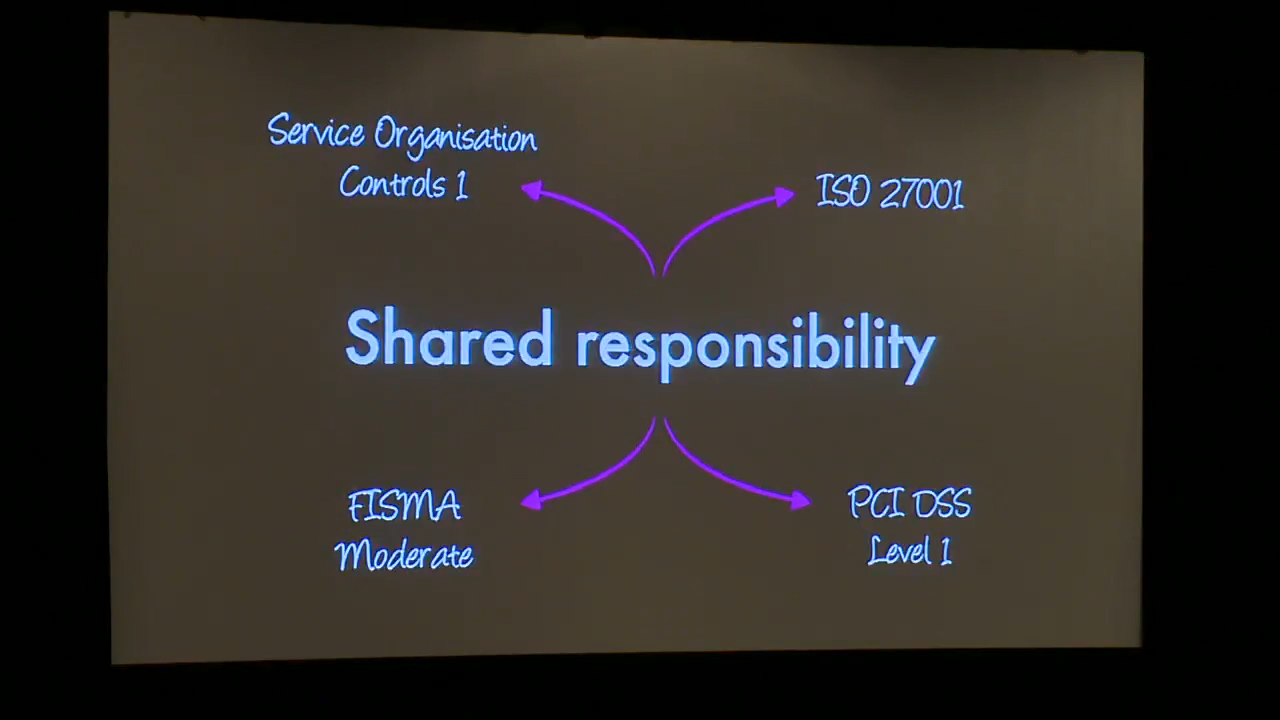 Service Organisation
Controls 1
ISO 27001
Shared responsibility
FISMA
Moderate
PCI DSS
Level 1